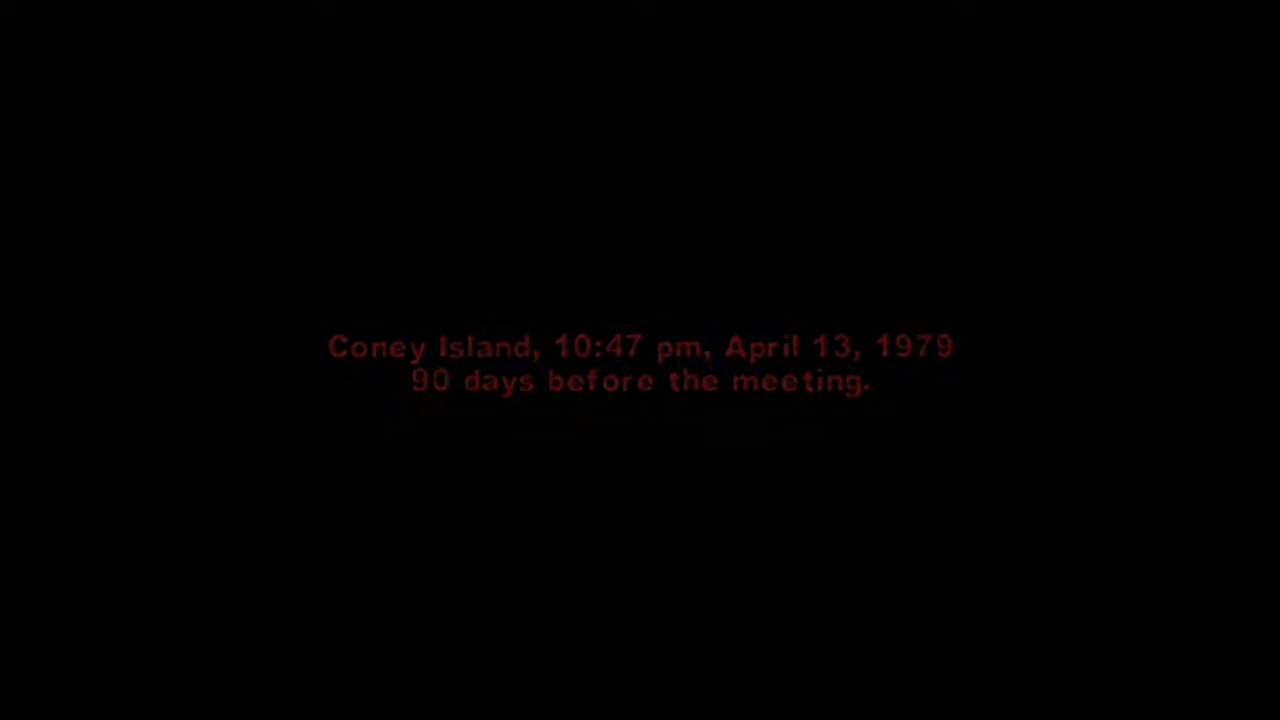 Coney Island, 10:47 pm, April 13, 1979
90 days before the meeting.